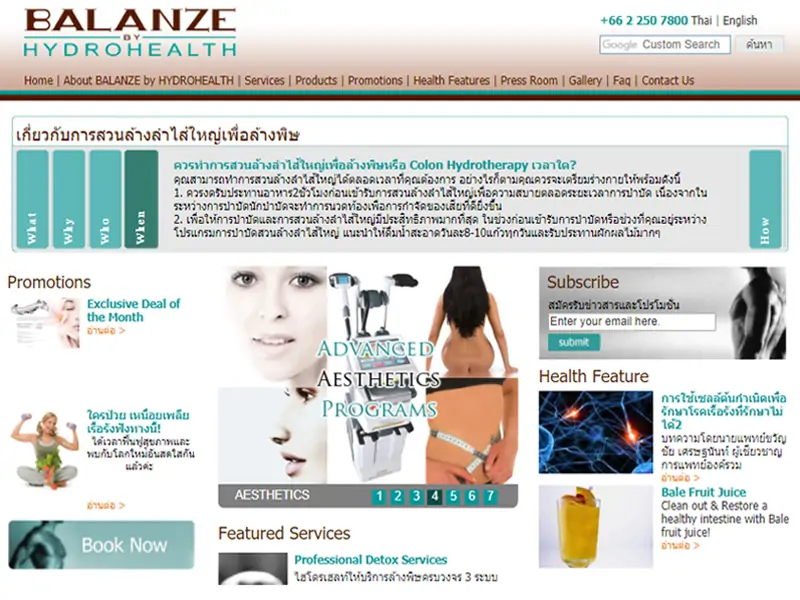 BALANZE
BY
HYDROHEALTH
+66 2 250 7800 Thai | English
Google Custom Search
ค้นหา
Home | About BALANZE by HYDROHEALTH | Services | Products | Promotions | Health Features | Press Room | Gallery | Faq | Contact Us
เกี่ยวกับการสวนล้างลำไส้ใหญ่เพื่อล้างพิษ
What
Why
Who
When
ควรทำการสวนล้างลำไส้ใหญ่เพื่อล้างพิษหรือ Colon Hydrotherapy เวลาใด?
คุณสามารถทำการสวนล้างลำไส้ใหญ่ได้ตลอดเวลาที่คุณต้องการ อย่างไรก็ตามคุณควรจะเตรียมร่างกายให้พร้อมดังนี้
1. ควรงดรับประทานอาหาร2ชั่วโมงก่อนเข้ารับการสวนล้างลำไส้ใหญ่เพื่อความสบายตลอดระยะเวลาการบำบัด เนื่องจากใน
ระหว่างการบำบัดนักบำบัดจะทำการนวดท้องเพื่อการกำจัดของเสียที่ดียิ่งขึ้น
2. เพื่อให้การบำบัดและการสวนล้างลำไส้ใหญ่มีประสิทธิภาพมากที่สุด ในช่วงก่อนเข้ารับการบำบัดหรือช่วงที่คุณอยู่ระหว่าง
โปรแกรมการบำบัดสวนล้างลำไส้ใหญ่ แนะนำให้ดื่มน้ำสะอาดวันละ8-10แก้วทุกวันและรับประทานผักผลไม้มากๆ
How
Promotions
Exclusive Deal of
the Month
อ่านต่อ >
ใครป่วย เหนื่อยเพลีย
เรื้อรังฟังทางนี้!
ได้เวลาฟื้นฟูสุขภาพและ
พบกับโลกใหม่อันสดใสกัน
แล้วค่ะ
อ่านต่อ >
Book Now
ADVANCED
AESTHETICS
PROGRAMS
AESTHETICS
1 2 3 4 5 6 7
Featured Services
Professional Detox Services
ไฮโดรเฮลท์ให้บริการล้างพิษครบวงจร 3 ระบบ
Subscribe
สมัครรับข่าวสารและโปรโมชั่น
Enter your email here.
submit
Health Feature
การใช้เซลล์ต้นกำเนิดเพื่อ
รักษาโรคเรื้อรังที่รักษาไม่
ได้2
บทความโดยนายแพทย์ขวัญ
ชัย เศรษฐนันท์ ผู้เชี่ยวชาญ
การแพทย์องค์รวม
อ่านต่อ >
Bale Fruit Juice
Clean out & Restore a
healthy intestine with Bale
fruit juice!
อ่านต่อ >